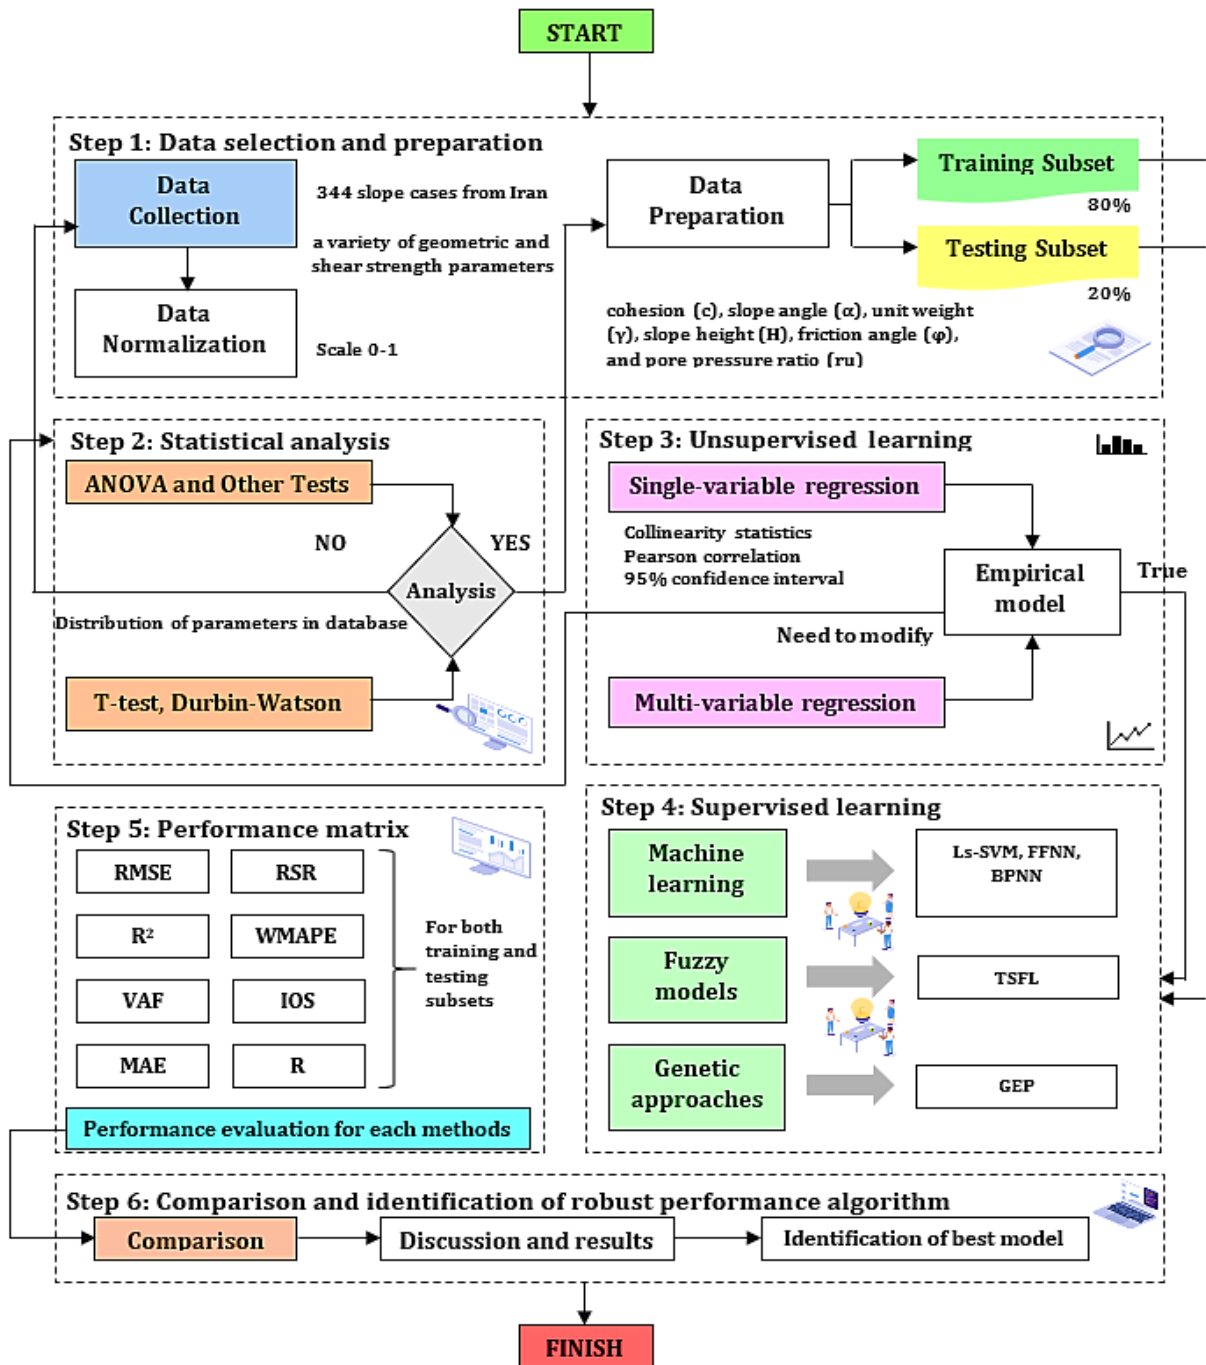 START
Step 1: Data selection and preparation
Data
Collection
344 slope cases from Iran
a variety of geometric and
shear strength parameters
Data
Normalization
Scale 0-1
Data
Preparation
Training Subset
80%
Testing Subset
20%
cohesion (c), slope angle (α), unit weight
(γ), slope height (H), friction angle (φ),
and pore pressure ratio (ru)
Step 2: Statistical analysis
ANOVA and Other Tests
NO
YES
Analysis
Distribution of parameters in database
T-test, Durbin-Watson
Step 3: Unsupervised learning
Single-variable regression
Collinearity statistics
Pearson correlation
95% confidence interval
Empirical
model
True
Need to modify
Multi-variable regression
Step 4: Supervised learning
Machine
learning
Ls-SVM, FFNN,
BPNN
Fuzzy
models
TSFL
Genetic
approaches
GEP
Step 5: Performance matrix
RMSE
RSR
R²
WMAPE
VAF
IOS
MAE
R
For both
training and
testing
subsets
Performance evaluation for each methods
Step 6: Comparison and identification of robust performance algorithm
Comparison
Discussion and results
Identification of best model
FINISH